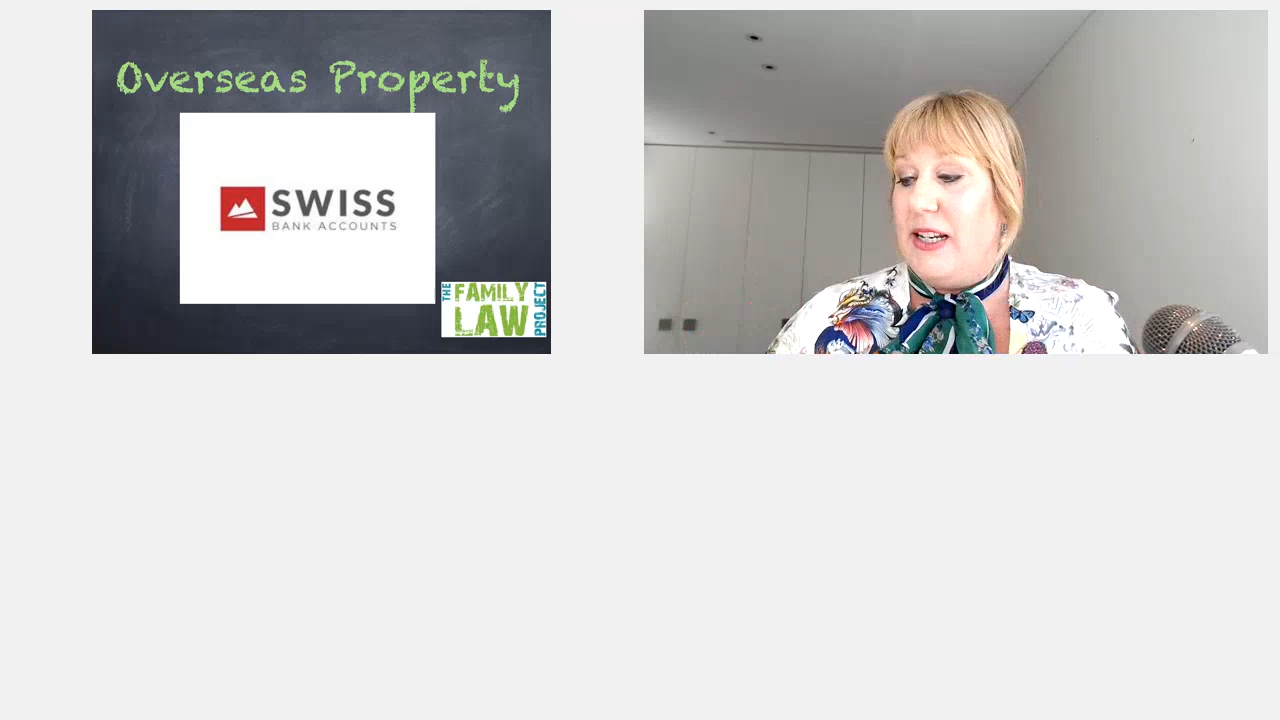 Overseas Property
SWISS
BANK ACCOUNTS
THE
FAMILY
LAW
PROJECT